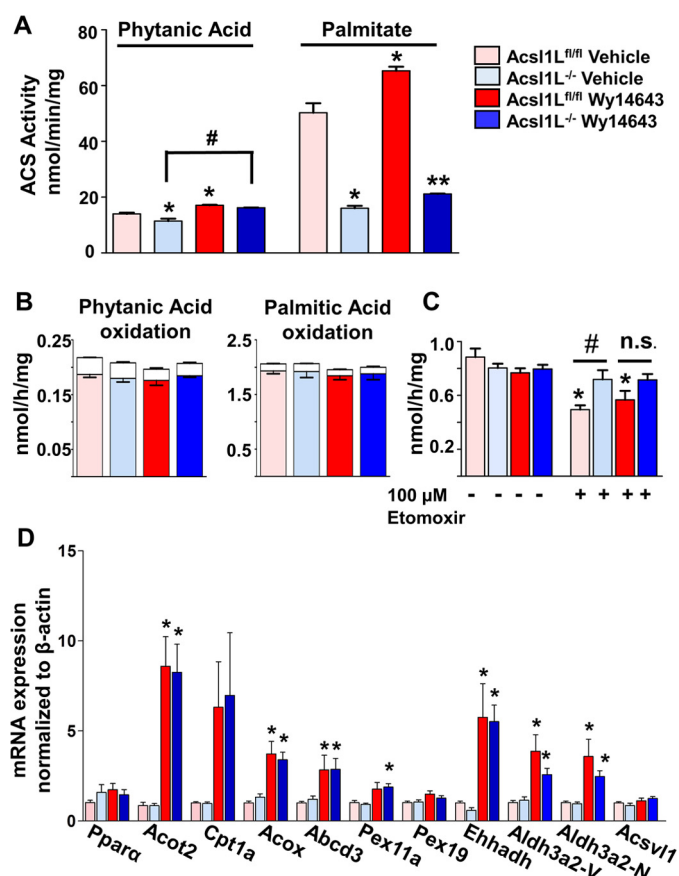 A
Phytanic Acid
Palmitate
80
60
40
20
0
ACS Activity
nmol/min/mg
*
*
#
*
*
*
**
Acsl1L^fl/fl Vehicle
Acsl1L^-/- Vehicle
Acsl1L^fl/fl Wy14643
Acsl1L^-/- Wy14643
B
Phytanic Acid
oxidation
Palmitic Acid
oxidation
nmol/h/mg
0.25
0.15
0.05
2.5
1.5
0.5
C
nmol/h/mg
1.0
0.6
0.2
#
n.s.
*
*
100 µM
Etomoxir
- - - - + + + +
D
mRNA expression
normalized to β-actin
15
10
5
0
* *
* *
* *
*
* *
* *
* *
Pparα
Acot2
Cpt1a
Acox
Abcd3
Pex11a
Pex19
Ehhadh
Aldh3a2-V
Aldh3a2-N
Acsvl1